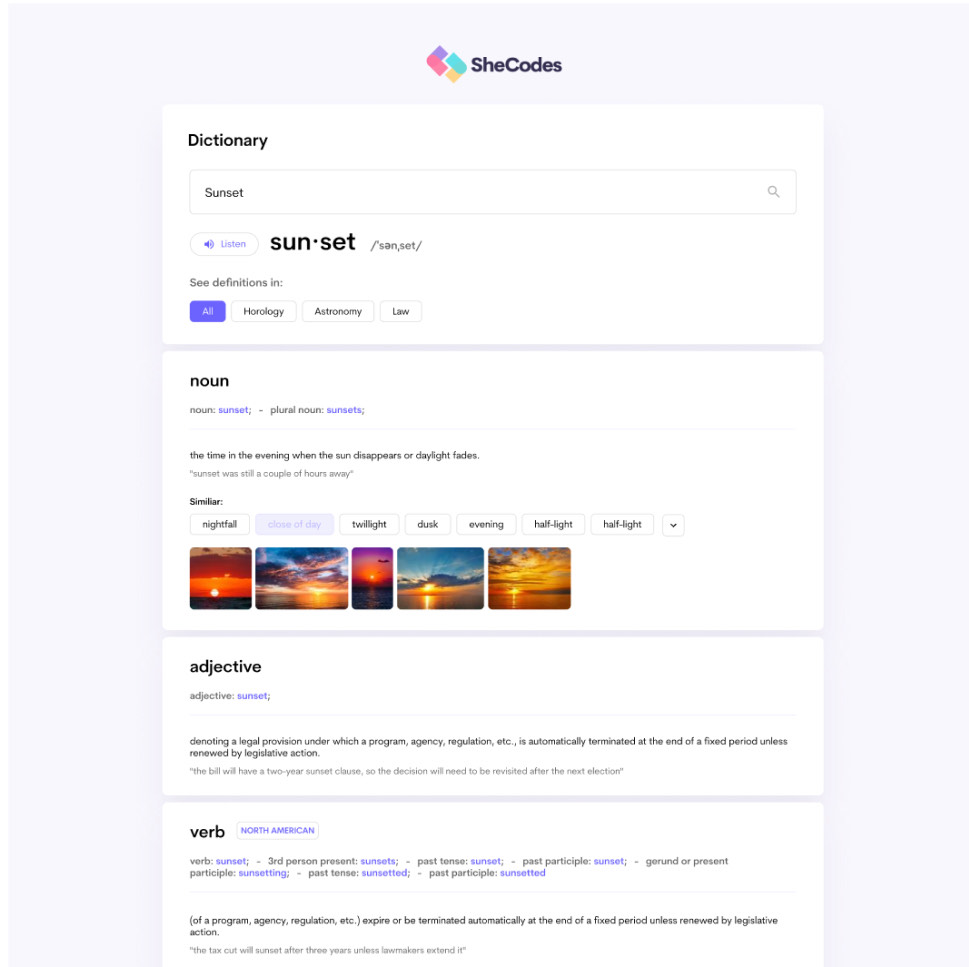 SheCodes
Dictionary
Sunset
Listen sun·set /ˈsənˌset/
See definitions in:
All Horology Astronomy Law
noun
noun: sunset; - plural noun: sunsets;
the time in the evening when the sun disappears or daylight fades.
"sunset was still a couple of hours away"
Similiar:
nightfall close of day twillight dusk evening half-light half-light
adjective
adjective: sunset;
denoting a legal provision under which a program, agency, regulation, etc., is automatically terminated at the end of a fixed period unless
renewed by legislative action.
"the bill will have a two-year sunset clause, so the decision will need to be revisited after the next election"
verb NORTH AMERICAN
verb: sunset; - 3rd person present: sunsets; - past tense: sunset; - past participle: sunset; - gerund or present
participle: sunsetting; - past tense: sunsetted; - past participle: sunsetted
(of a program, agency, regulation, etc.) expire or be terminated automatically at the end of a fixed period unless renewed by legislative
action.
"the tax cut will sunset after three years unless lawmakers extend it"